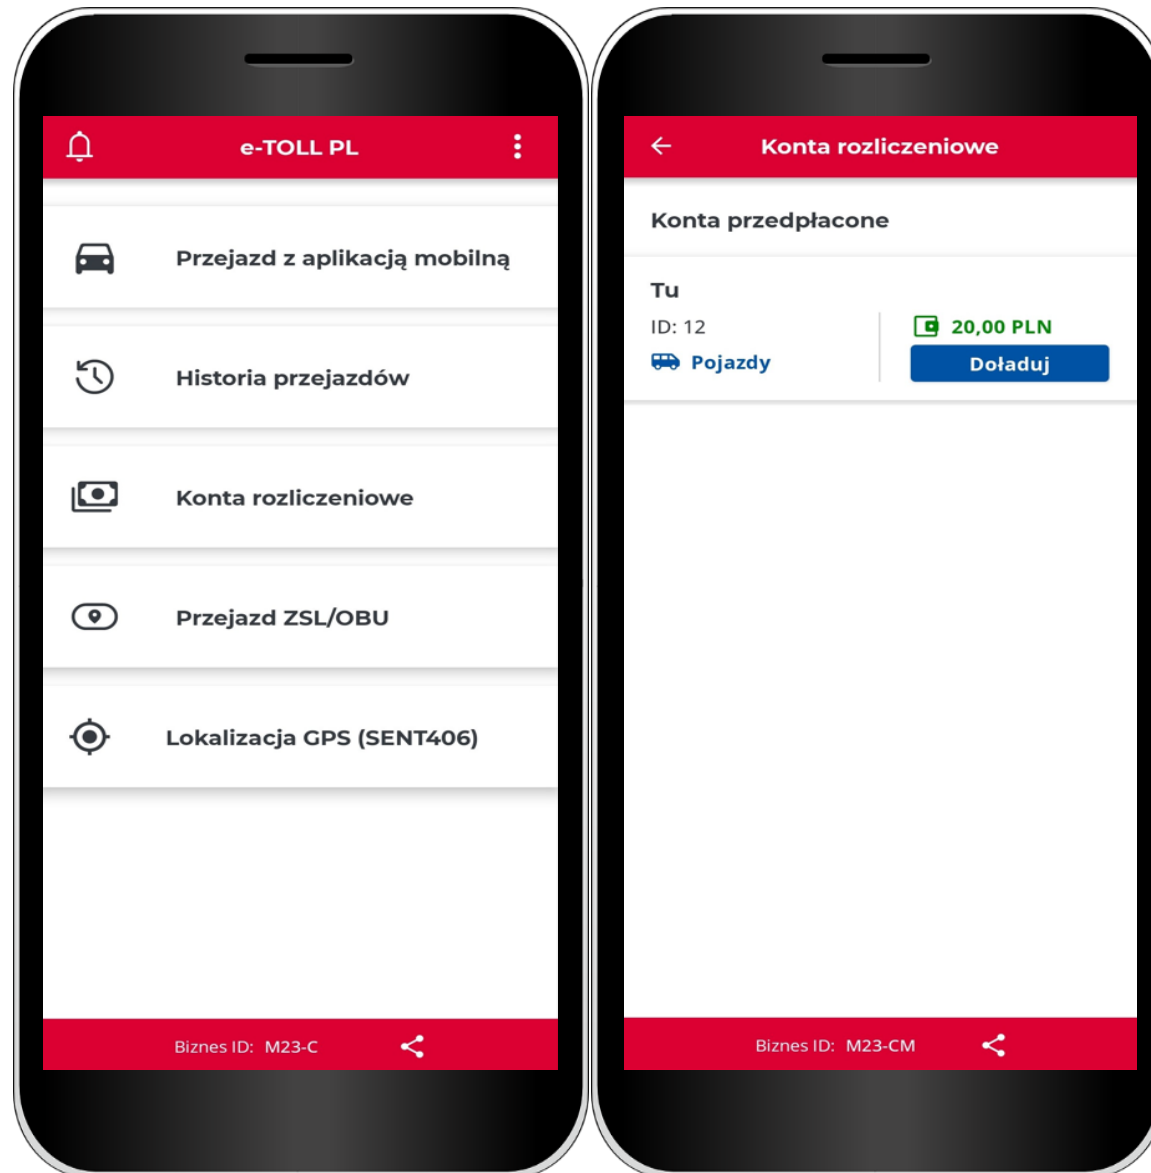 e-TOLL PL
Przejazd z aplikacją mobilną
Historia przejazdów
Konta rozliczeniowe
Przejazd ZSL/OBU
Lokalizacja GPS (SENT406)
Biznes ID: M23-C
Konta rozliczeniowe
Konta przedpłacone
Tu
ID: 12
20,00 PLN
Pojazdy
Doładuj
Biznes ID: M23-CM